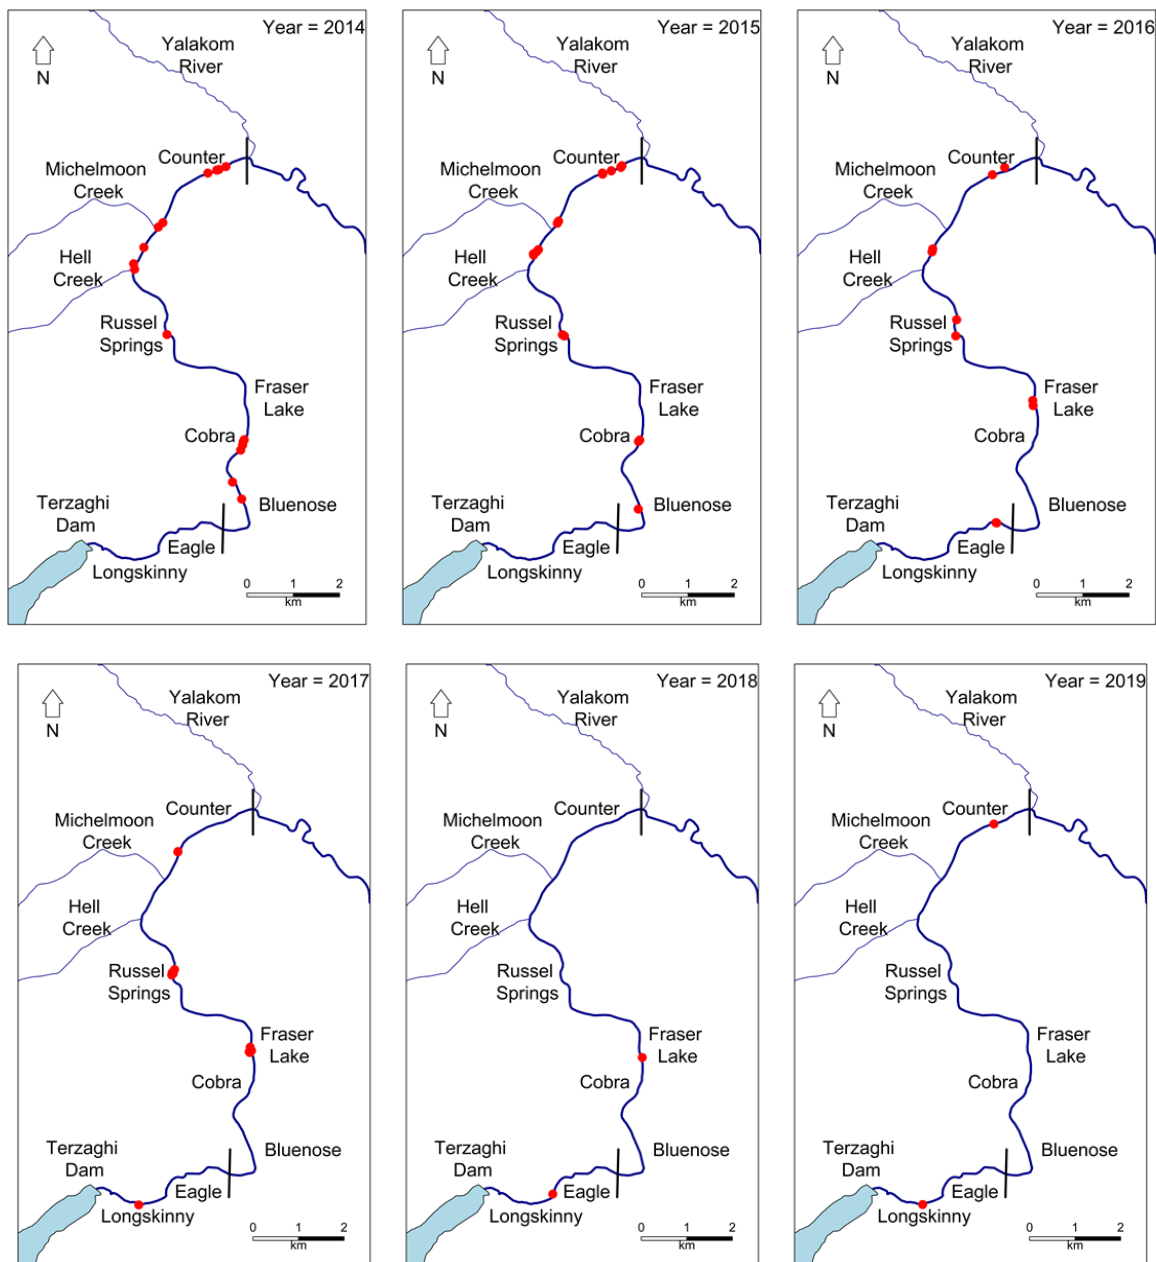 Year = 2014
Yalakom
River
N
Counter
Michelmoon
Creek
Hell
Creek
Russel
Springs
Fraser
Lake
Cobra
Terzaghi
Dam
Bluenose
Eagle
Longskinny
0 1 2
km
Year = 2015
Yalakom
River
N
Counter
Michelmoon
Creek
Hell
Creek
Russel
Springs
Fraser
Lake
Cobra
Terzaghi
Dam
Bluenose
Eagle
Longskinny
0 1 2
km
Year = 2016
Yalakom
River
N
Counter
Michelmoon
Creek
Hell
Creek
Russel
Springs
Fraser
Lake
Cobra
Terzaghi
Dam
Bluenose
Eagle
Longskinny
0 1 2
km
Year = 2017
Yalakom
River
N
Counter
Michelmoon
Creek
Hell
Creek
Russel
Springs
Fraser
Lake
Cobra
Terzaghi
Dam
Bluenose
Eagle
Longskinny
0 1 2
km
Year = 2018
Yalakom
River
N
Counter
Michelmoon
Creek
Hell
Creek
Russel
Springs
Fraser
Lake
Cobra
Terzaghi
Dam
Bluenose
Eagle
Longskinny
0 1 2
km
Year = 2019
Yalakom
River
N
Counter
Michelmoon
Creek
Hell
Creek
Russel
Springs
Fraser
Lake
Cobra
Terzaghi
Dam
Bluenose
Eagle
Longskinny
0 1 2
km